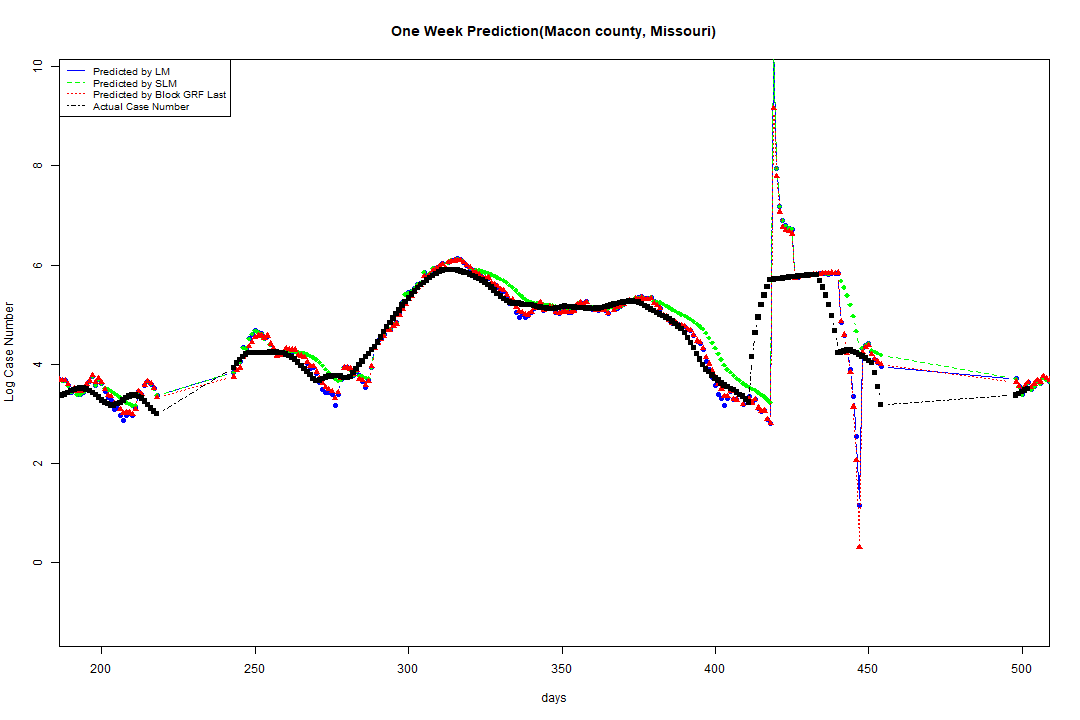 One Week Prediction(Macon county, Missouri)
Predicted by LM
Predicted by SLM
Predicted by Block GRF Last
Actual Case Number
Log Case Number
10
8
6
4
2
0
200 250 300 350 400 450 500
days